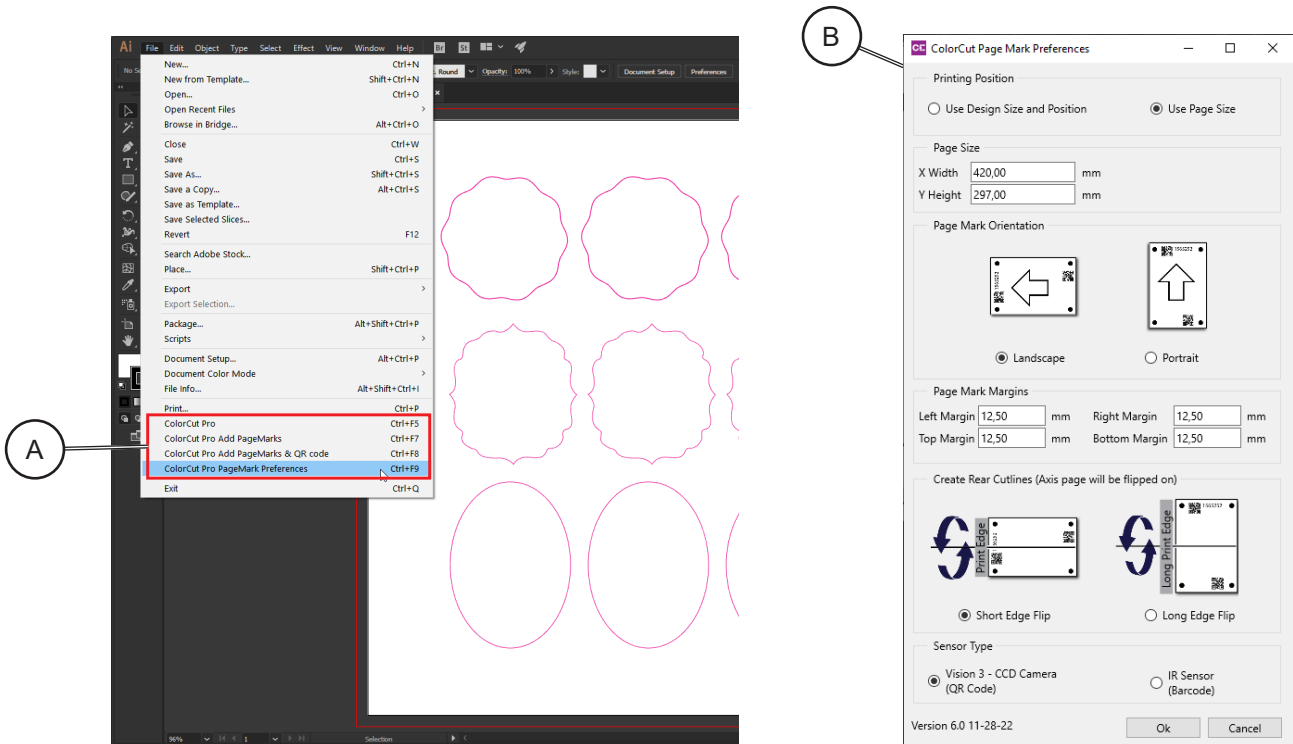 B
Ai File Edit Object Type Select Effect View Window Help Br St
No Se
Round Opacity: 100% Style: Document Setup Preferences
New... Ctrl+N
New from Template... Shift+Ctrl+N
Open... Ctrl+O
Open Recent Files
Browse in Bridge... Alt+Ctrl+O
Close Ctrl+W
Save Ctrl+S
Save As... Shift+Ctrl+S
Save a Copy... Alt+Ctrl+S
Save as Template...
Save Selected Slices...
Revert F12
Search Adobe Stock...
Place... Shift+Ctrl+P
Export
Export Selection...
Package... Alt+Shift+Ctrl+P
Scripts
Document Setup... Alt+Ctrl+P
Document Color Mode
File Info... Alt+Shift+Ctrl+I
Print... Ctrl+P
ColorCut Pro Ctrl+F5
ColorCut Pro Add PageMarks Ctrl+F7
ColorCut Pro Add PageMarks & QR code Ctrl+F8
ColorCut Pro PageMark Preferences Ctrl+F9
Exit Ctrl+Q
A
96% 1 Selection
CC ColorCut Page Mark Preferences
Printing Position
Use Design Size and Position Use Page Size
Page Size
X Width 420,00 mm
Y Height 297,00 mm
Page Mark Orientation
Landscape Portrait
Page Mark Margins
Left Margin 12,50 mm Right Margin 12,50 mm
Top Margin 12,50 mm Bottom Margin 12,50 mm
Create Rear Cutlines (Axis page will be flipped on)
Print Edge
Long Print Edge
Short Edge Flip Long Edge Flip
Sensor Type
Vision 3 - CCD Camera
(QR Code)
IR Sensor
(Barcode)
Version 6.0 11-28-22 Ok Cancel